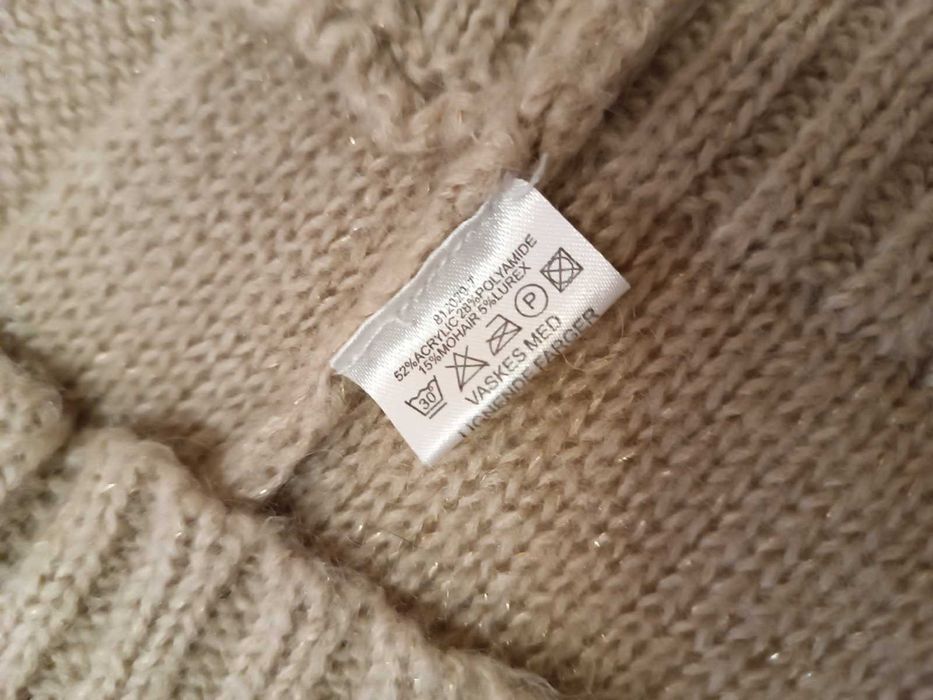 52%ACRYLIC 28%POLYAMIDE
15%MOHAIR 5%LUREX
30° P
VASKES MED
LIGNENDE FARGER